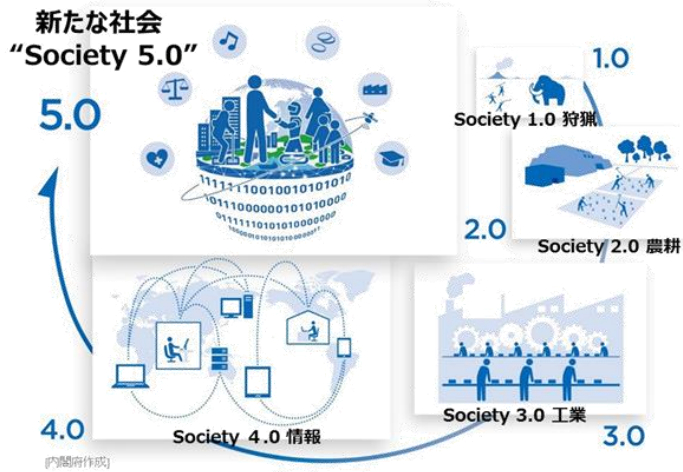 新たな社会
“Society 5.0”
5.0
1.0
Society 1.0 狩猟
2.0
Society 2.0 農耕
Society 3.0 工業
3.0
Society 4.0 情報
4.0
[内閣府作成]